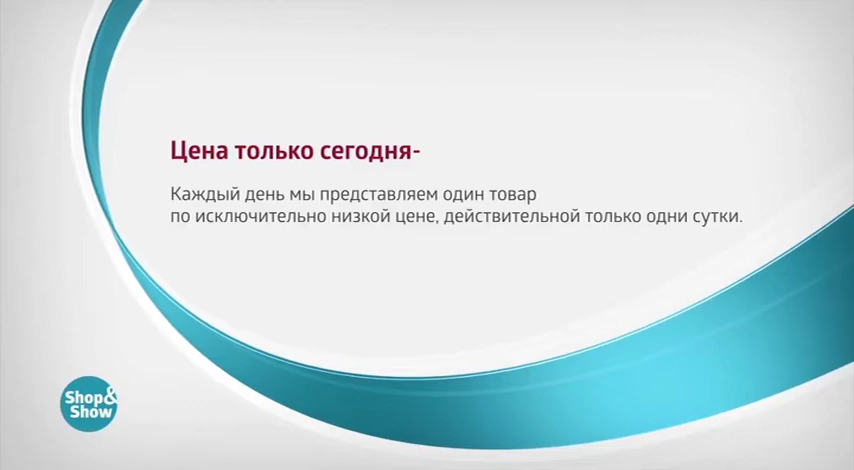 Цена только сегодня-
Каждый день мы представляем один товар
по исключительно низкой цене, действительной только одни сутки.
Shop&
Show